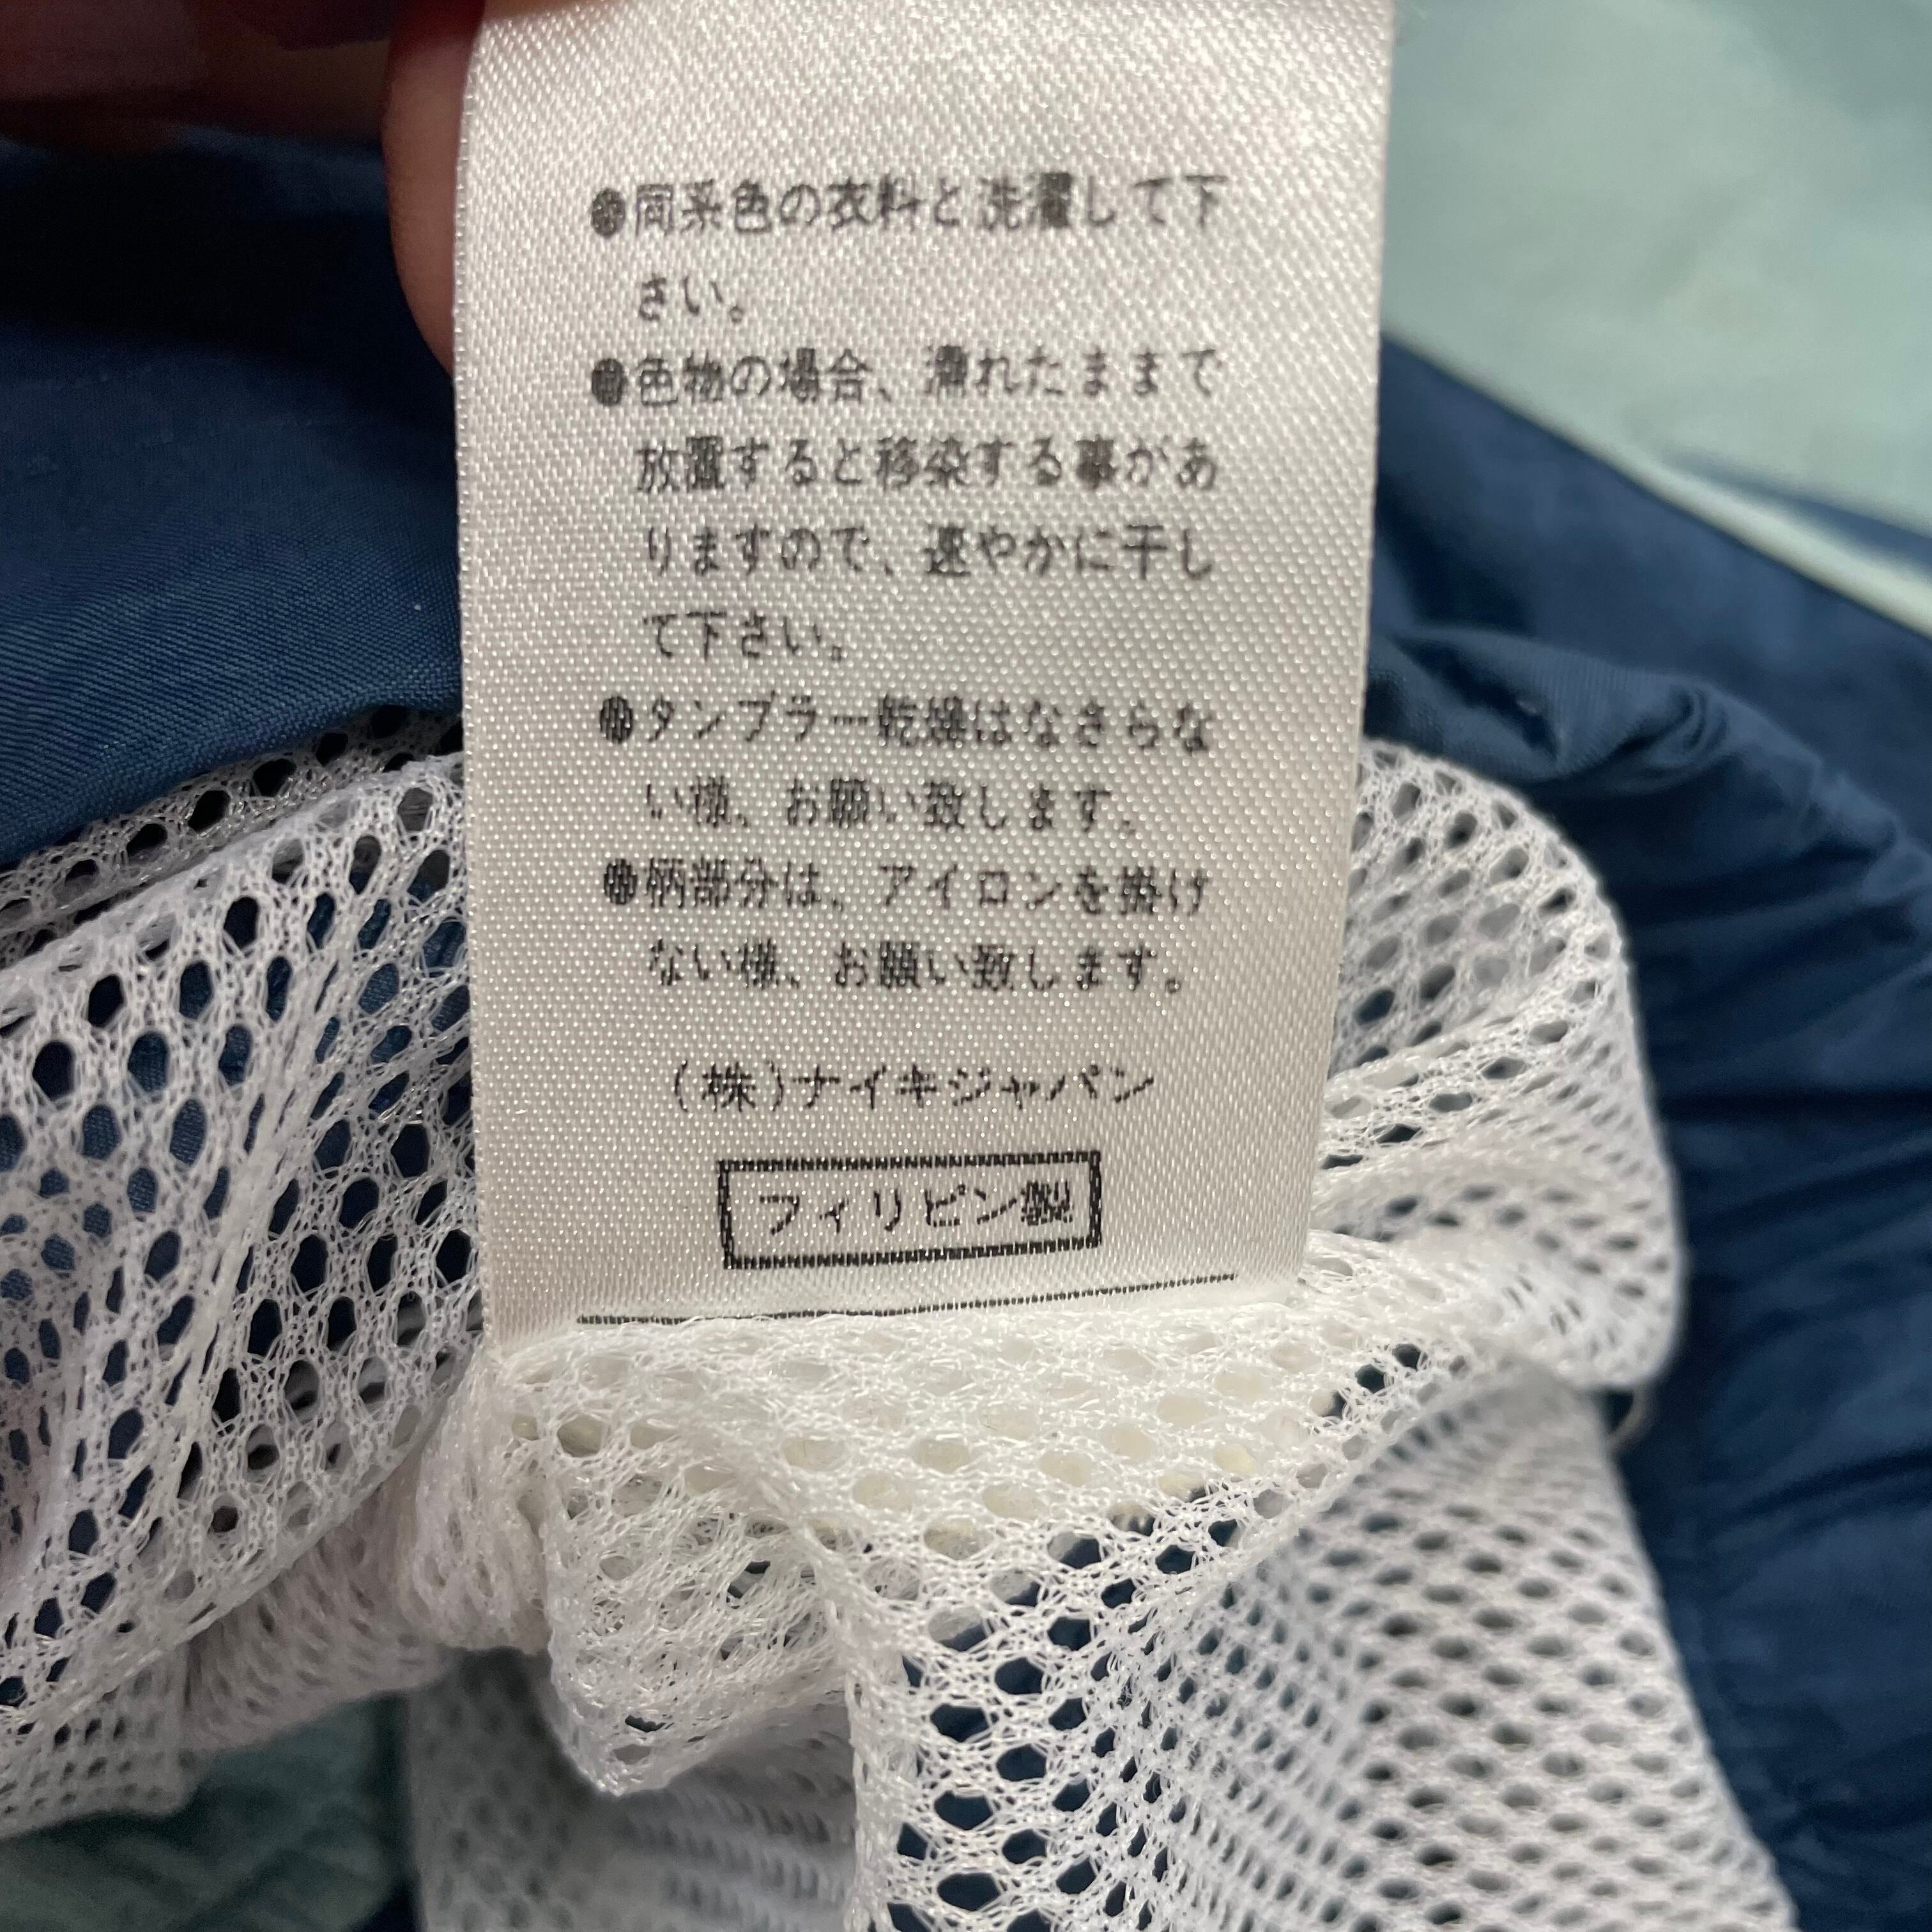 ●同系色の衣料と洗濯して下
さい。
●色物の場合、濡れたままで
放置すると移染する事があ
りますので、速やかに干し
て下さい。
●タンブラー乾燥はなさらな
い様、お願い致します。
●柄部分は、アイロンを掛け
ない様、お願い致します。
(株)ナイキジャパン
フィリピン製